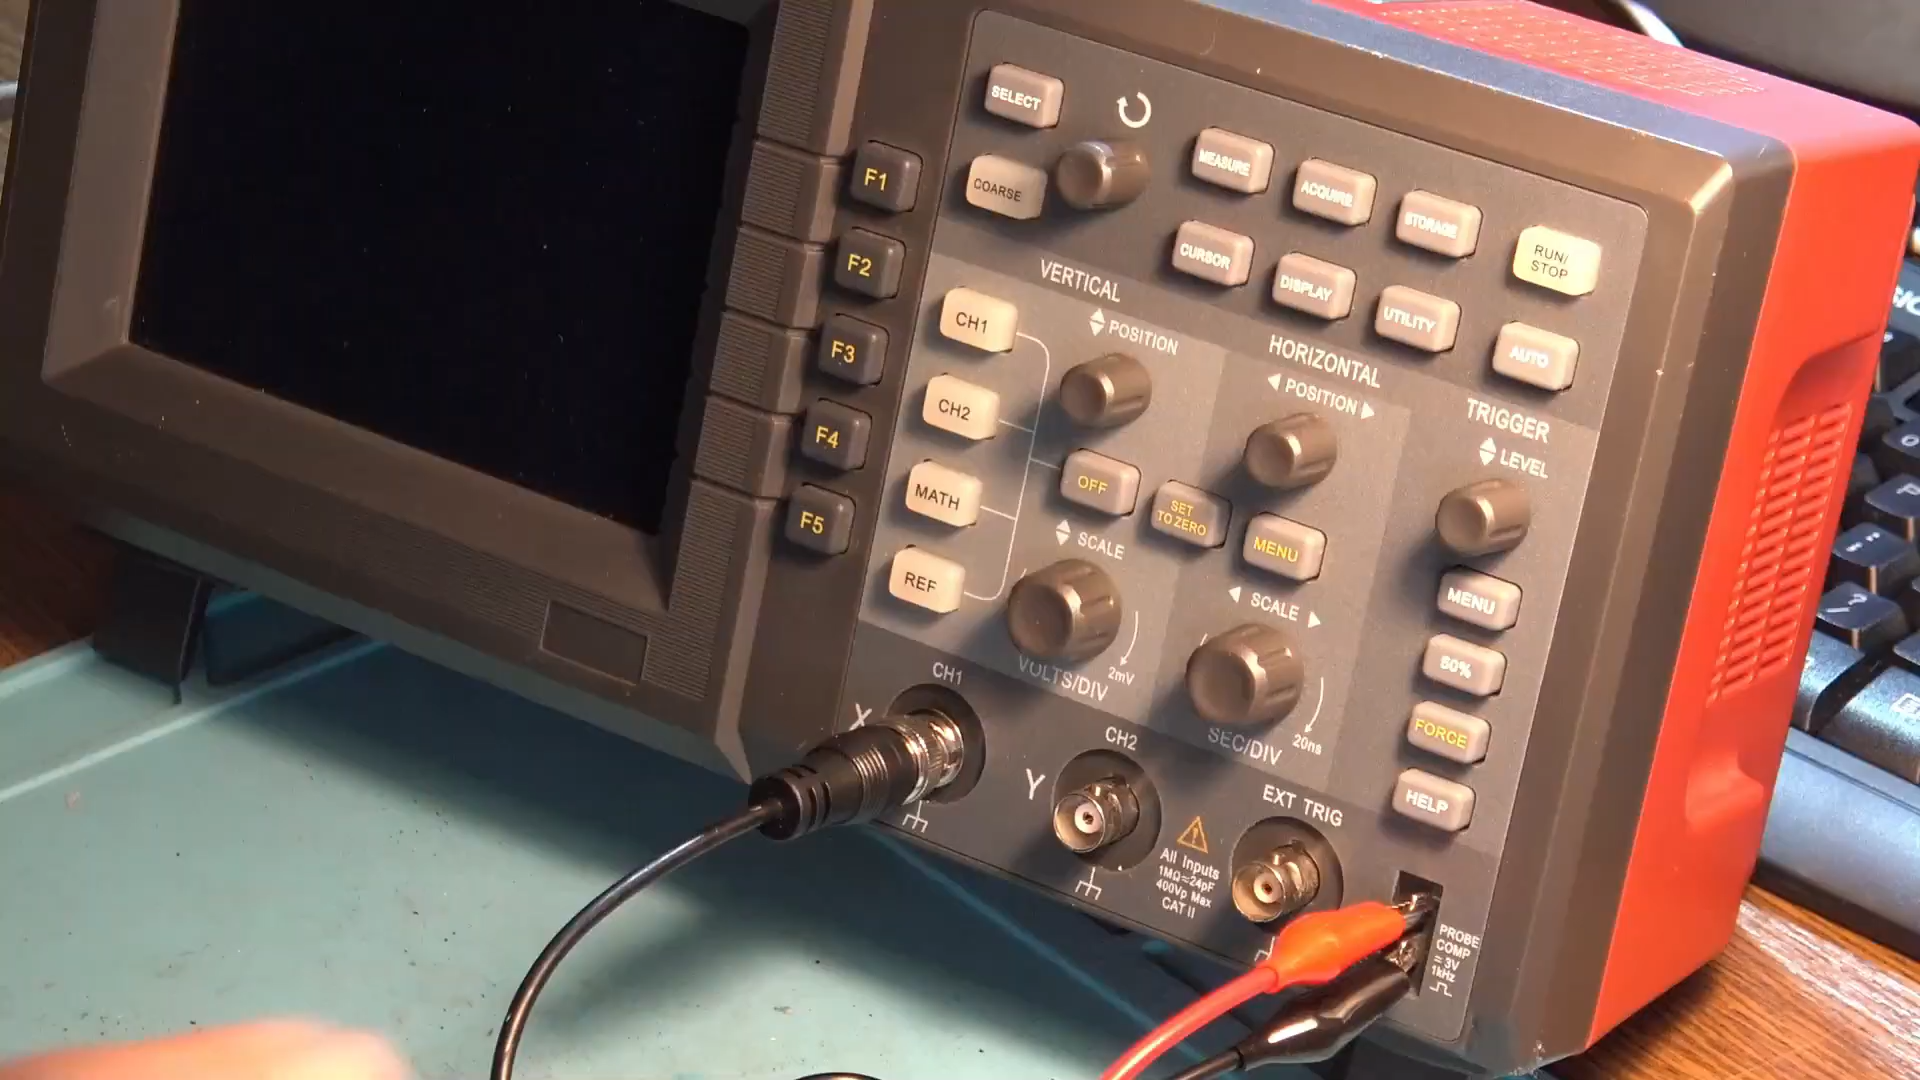 SELECT
COARSE
MEASURE
ACQUIRE
STORAGE
RUN/
STOP
CURSOR
DISPLAY
UTILITY
AUTO
F1
F2
F3
F4
F5
VERTICAL
POSITION
CH1
CH2
MATH
REF
OFF
SET
TO ZERO
SCALE
VOLTS/DIV
2mV
HORIZONTAL
POSITION
MENU
SCALE
SEC/DIV
20ns
TRIGGER
LEVEL
MENU
50%
FORCE
HELP
CH1
X
CH2
Y
EXT TRIG
All Inputs
1MΩ≂24pF
400Vp Max
CAT II
PROBE
COMP
≂3V
1kHz